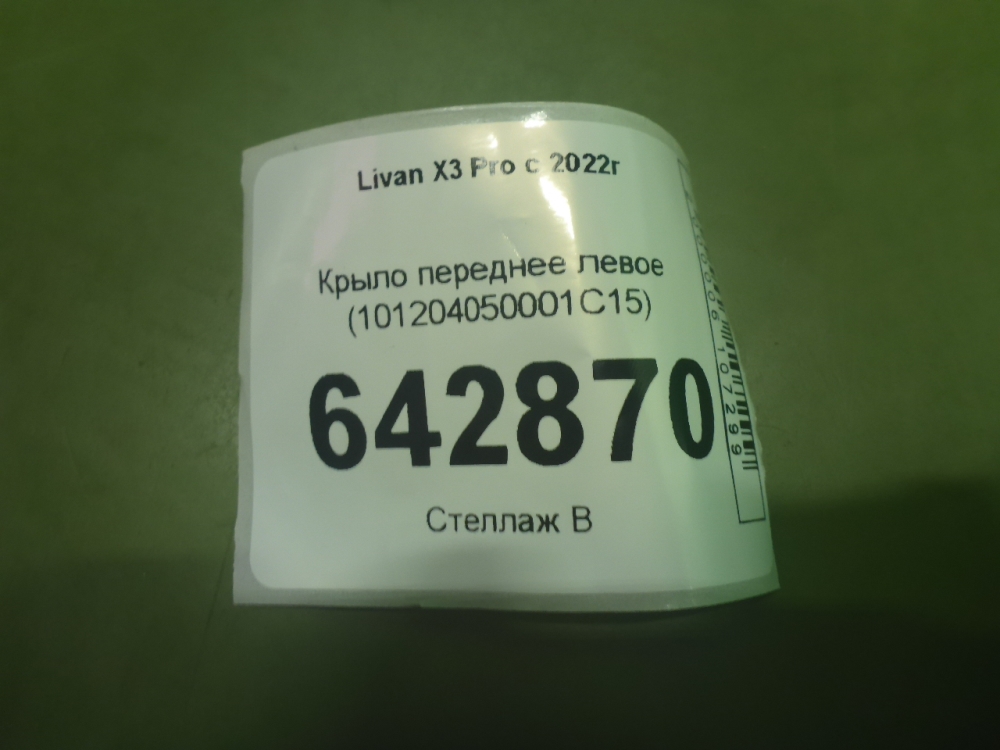 Livan X3 Pro с 2022г
Крыло переднее левое
(101204050001C15)
642870
Стеллаж В